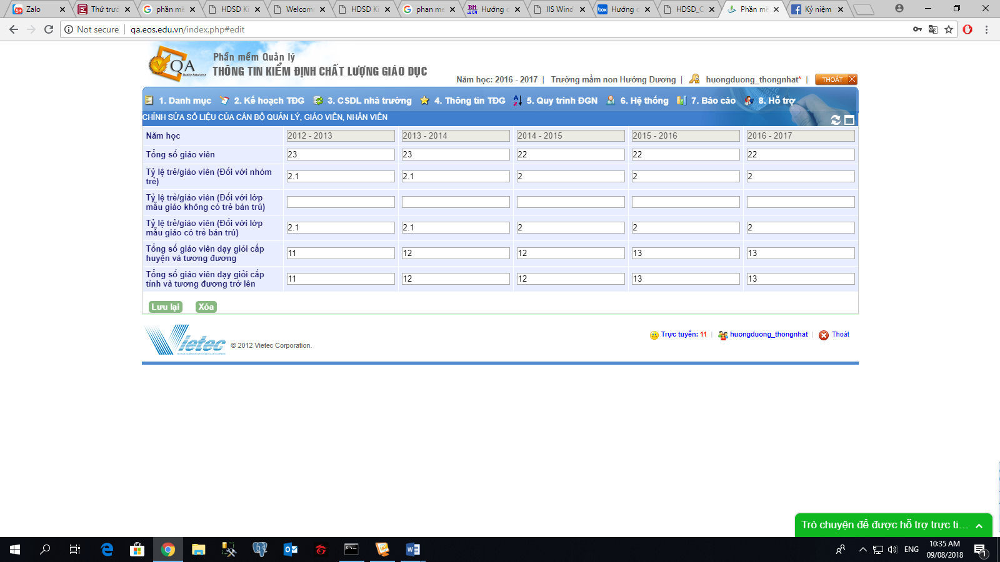 Zalo
Thứ trưở
phần mề
HDSD Ki
Welcome
HDSD Ki
phan me
Hướng d
IIS Wind
Hướng d
HDSD_C
Phần mề
Kỷ niệm
Not secure
qa.eos.edu.vn/index.php#edit
QA
Quality Assurance
Phần mềm Quản lý
THÔNG TIN KIỂM ĐỊNH CHẤT LƯỢNG GIÁO DỤC
Năm học: 2016 - 2017 | Trường mầm non Hướng Dương | huongduong_thongnhat* | THOÁT
1. Danh mục 2. Kế hoạch TĐG 3. CSDL nhà trường 4. Thông tin TĐG 5. Quy trình ĐGN 6. Hệ thống 7. Báo cáo 8. Hỗ trợ
CHỈNH SỬA SỐ LIỆU CỦA CÁN BỘ QUẢN LÝ, GIÁO VIÊN, NHÂN VIÊN
Năm học 2012 - 2013 2013 - 2014 2014 - 2015 2015 - 2016 2016 - 2017
Tổng số giáo viên 23 23 22 22 22
Tỷ lệ trẻ/giáo viên (Đối với nhóm
trẻ) 2.1 2.1 2 2 2
Tỷ lệ trẻ/giáo viên (Đối với lớp
mẫu giáo không có trẻ bán trú)
Tỷ lệ trẻ/giáo viên (Đối với lớp
mẫu giáo có trẻ bán trú) 2.1 2.1 2 2 2
Tổng số giáo viên dạy giỏi cấp
huyện và tương đương 11 12 12 13 13
Tổng số giáo viên dạy giỏi cấp
tỉnh và tương đương trở lên 11 12 12 13 13
Lưu lại Xóa
Vietec © 2012 Vietec Corporation.
Trực tuyến: 11 | huongduong_thongnhat | Thoát
Trò chuyện để được hỗ trợ trực ti...
ENG
10:35 AM
09/08/2018
1